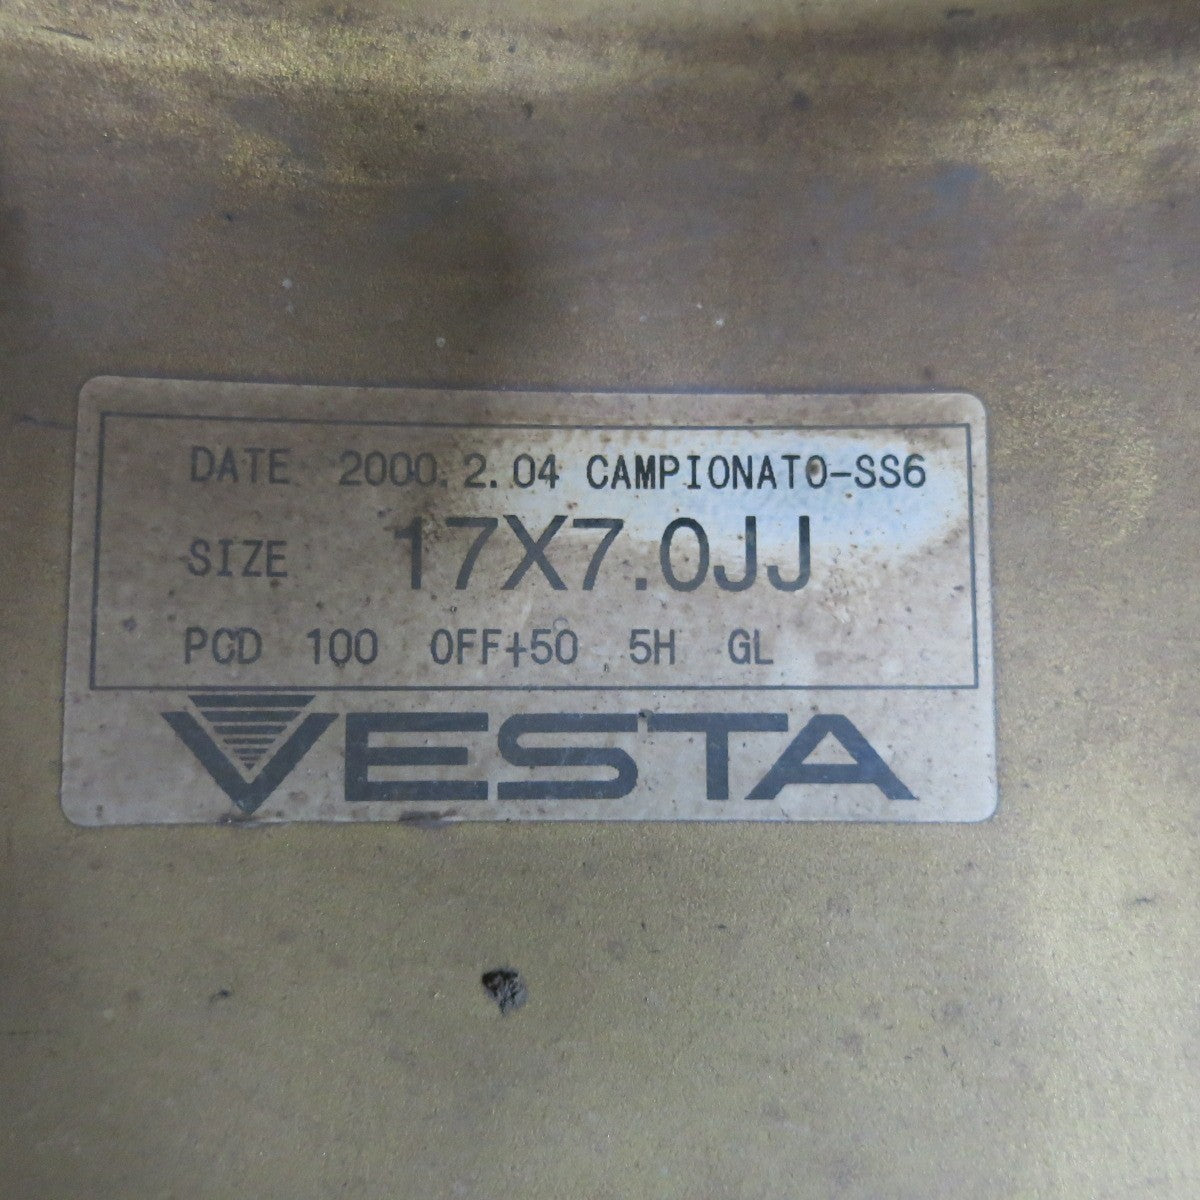 DATE 2000.2.04 CAMPIONATO-SS6
SIZE 17X7.0JJ
PCD 100 OFF+50 5H GL
VESTA